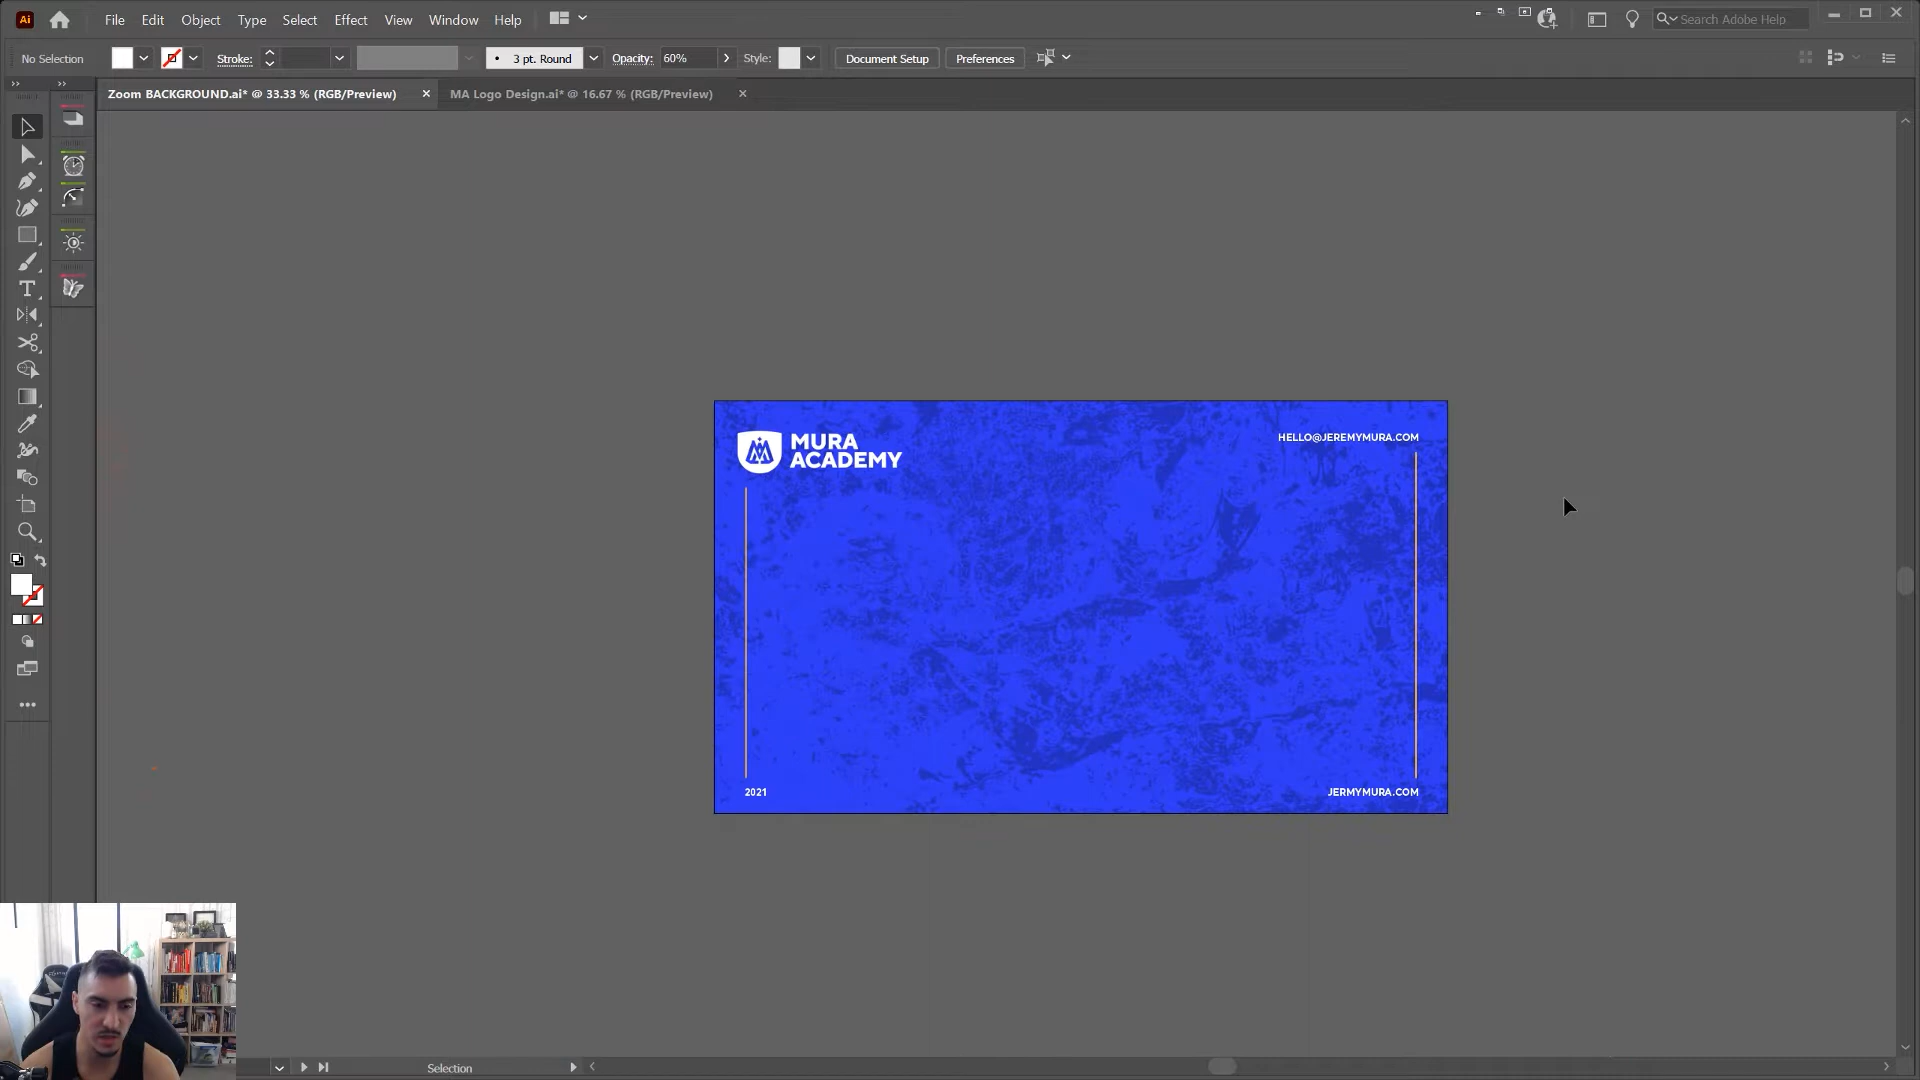 Ai File Edit Object Type Select Effect View Window Help Search Adobe Help
No Selection Stroke: 3 pt. Round Opacity: 60% Style: Document Setup Preferences
Zoom BACKGROUND.ai* @ 33.33 % (RGB/Preview) MA Logo Design.ai* @ 16.67 % (RGB/Preview)
MURA
ACADEMY
HELLO@JEREMYMURA.COM
2021
JERMYMURA.COM
Selection